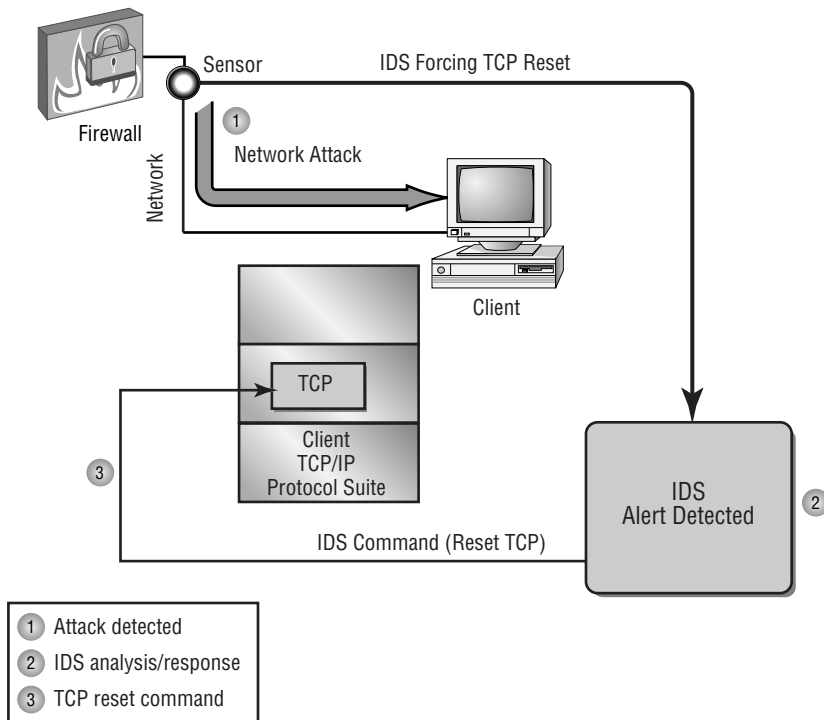 Sensor
IDS Forcing TCP Reset
Firewall
1
Network Attack
Network
Client
TCP
Client
TCP/IP
Protocol Suite
3
IDS
Alert Detected
2
IDS Command (Reset TCP)
1 Attack detected
2 IDS analysis/response
3 TCP reset command